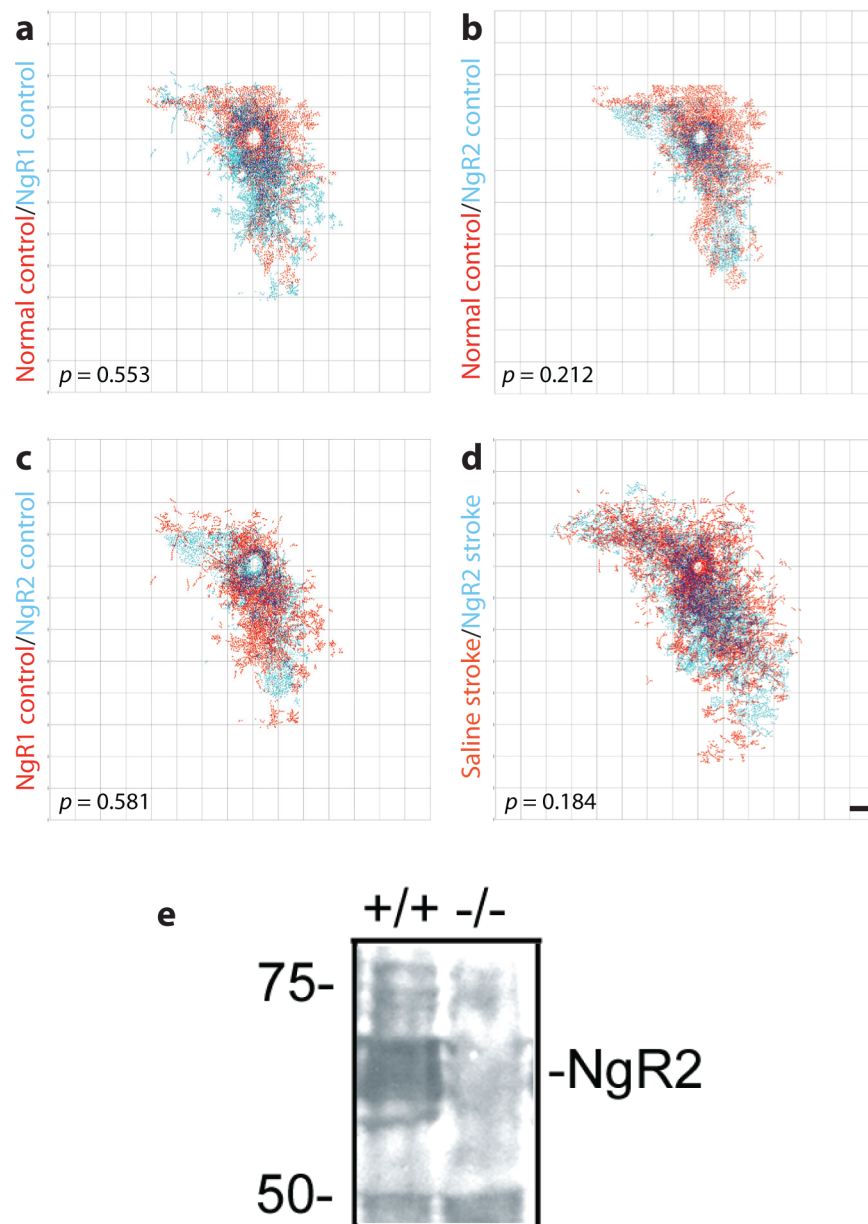 a
Normal control/NgR1 control
p = 0.553
b
Normal control/NgR2 control
p = 0.212
c
NgR1 control/NgR2 control
p = 0.581
d
Saline stroke/NgR2 stroke
p = 0.184
e
+/+ -/-
75-
-NgR2
50-